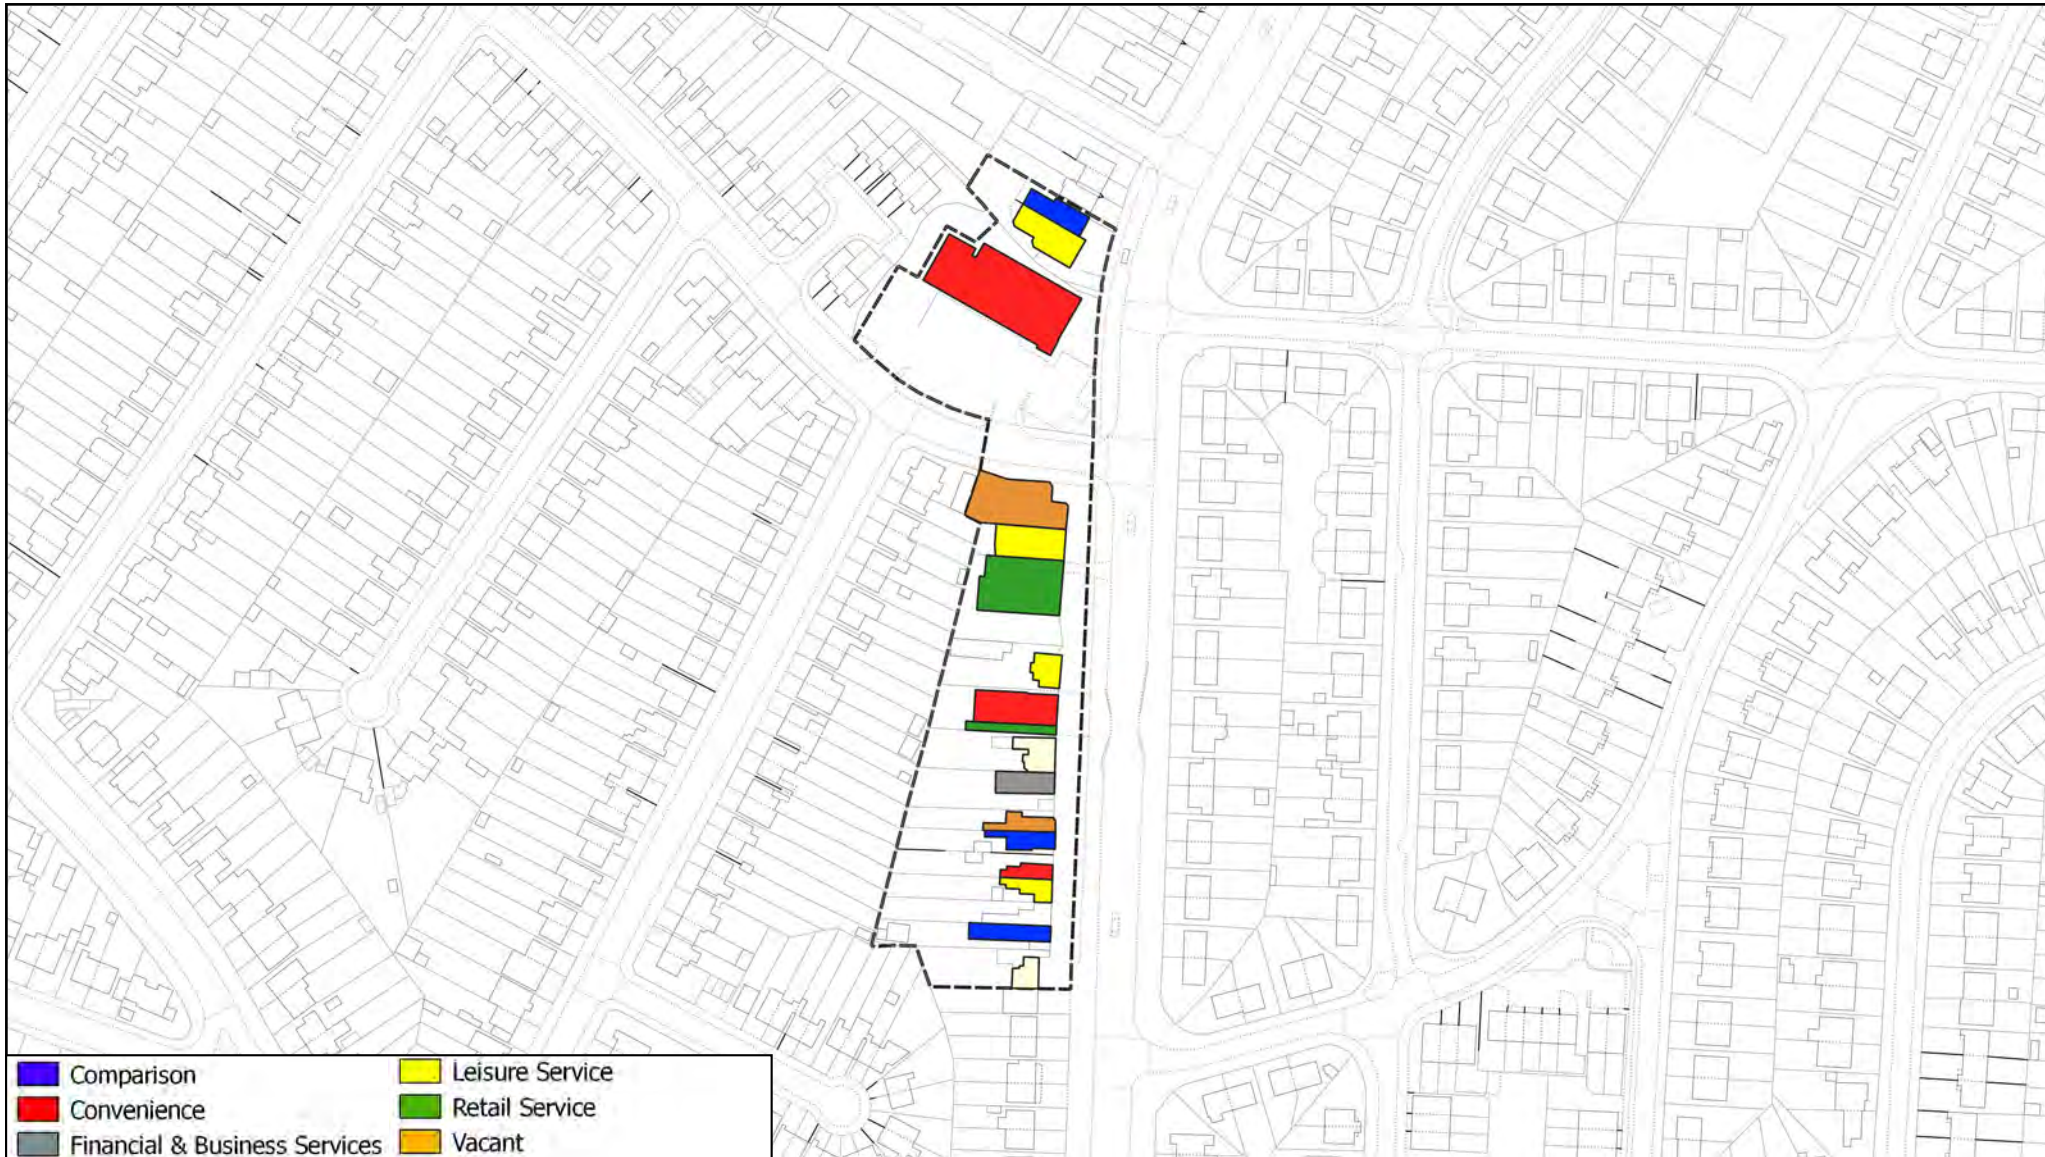 Comparison
Convenience
Financial & Business Services
Leisure Service
Retail Service
Vacant